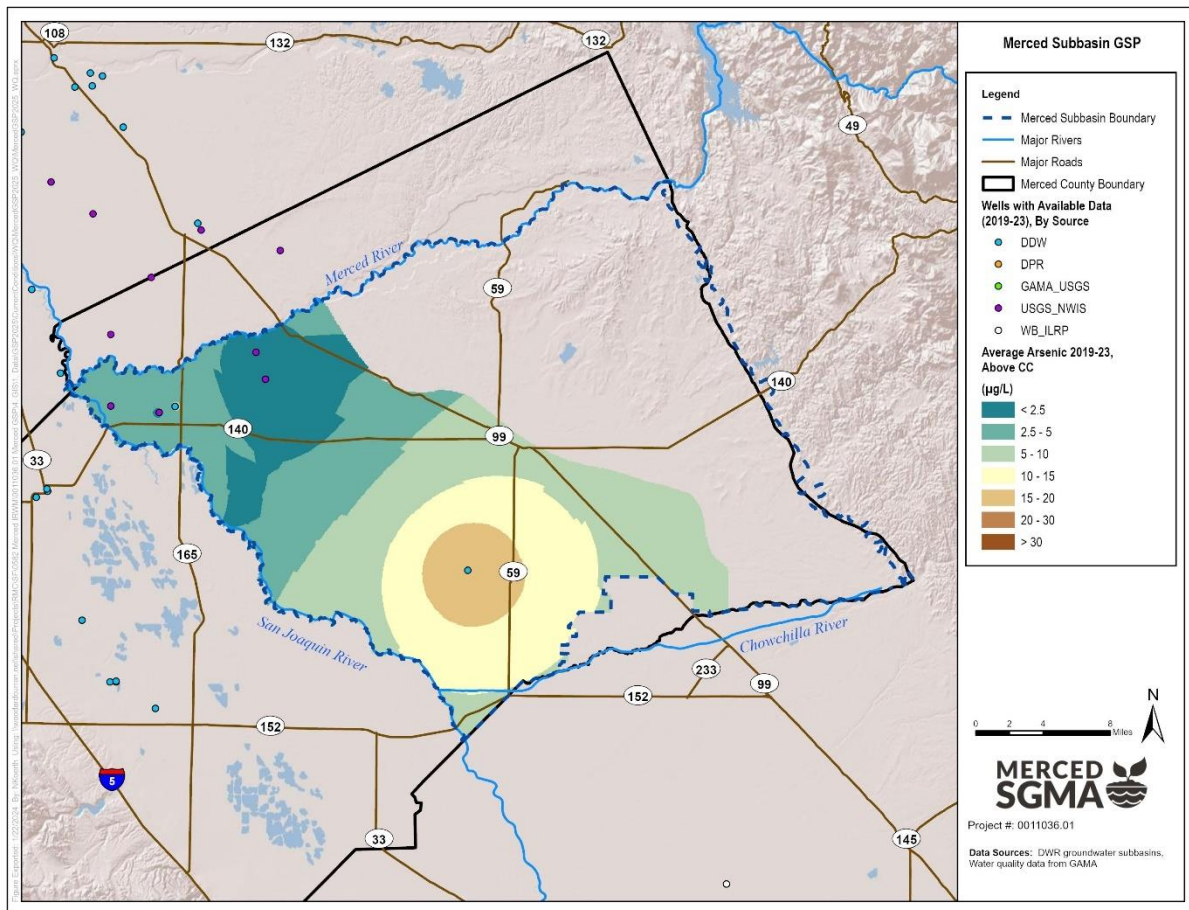 108
132
132
49
Merced River
59
140
140
99
33
165
59
San Joaquin River
Chowchilla River
233
152
99
152
5
33
145
Merced Subbasin GSP
Legend
Merced Subbasin Boundary
Major Rivers
Major Roads
Merced County Boundary
Wells with Available Data
(2019-23), By Source
DDW
DPR
GAMA_USGS
USGS_NWIS
WB_ILRP
Average Arsenic 2019-23,
Above CC
(µg/L)
< 2.5
2.5 - 5
5 - 10
10 - 15
15 - 20
20 - 30
> 30
N
0 2 4 8
Miles
MERCED
SGMA
Project #: 0011036.01
Data Sources: DWR groundwater subbasins,
Water quality data from GAMA